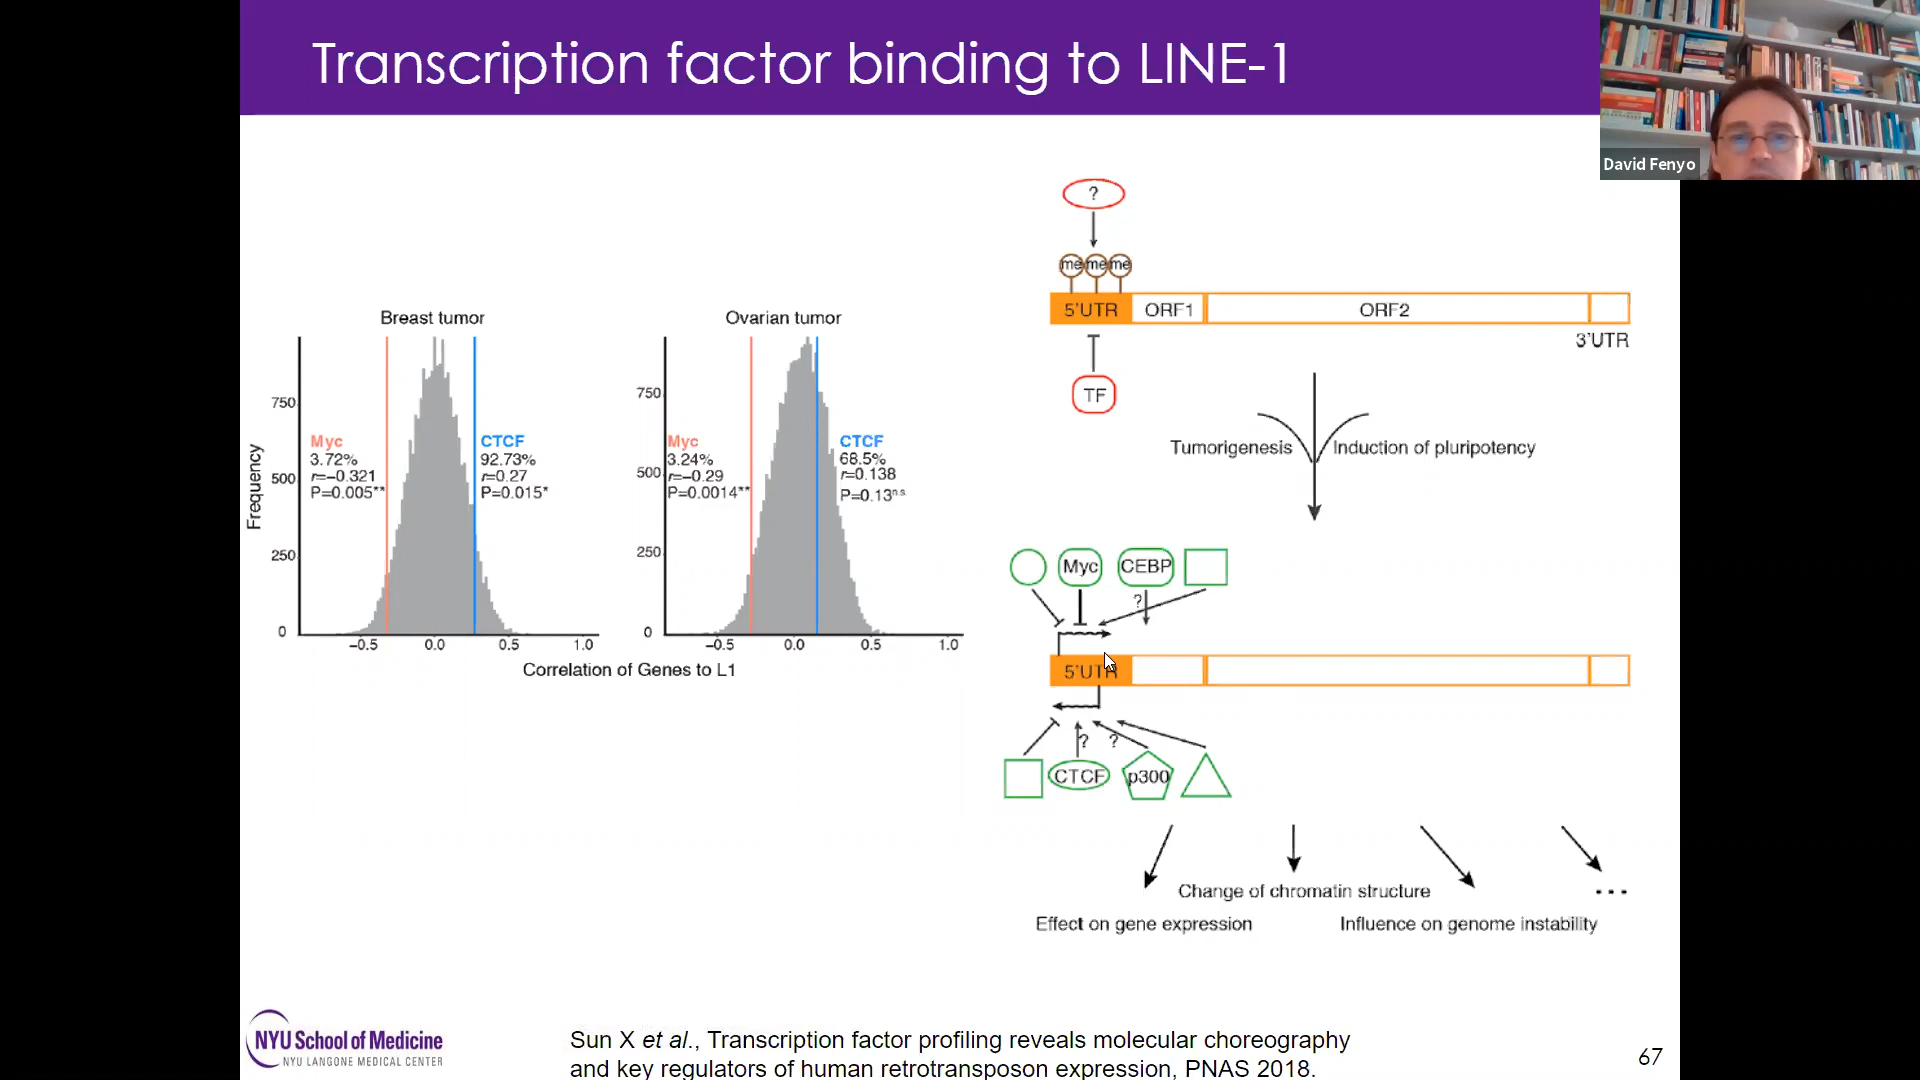 Transcription factor binding to LINE-1
David Fenyo
Breast tumor
Frequency
750
500
250
0
Myc
3.72%
r=−0.321
P=0.005**
CTCF
92.73%
r=0.27
P=0.015*
−0.5 0.0 0.5 1.0
Ovarian tumor
750
500
250
0
Myc
3.24%
r=−0.29
P=0.0014**
CTCF
68.5%
r=0.138
P=0.13n.s.
−0.5 0.0 0.5 1.0
Correlation of Genes to L1
?
me me me
5'UTR ORF1 ORF2
3'UTR
TF
Tumorigenesis Induction of pluripotency
Myc CEBP
?
5'UTR
? ?
CTCF p300
Change of chromatin structure ...
Effect on gene expression Influence on genome instability
NYU School of Medicine
NYU LANGONE MEDICAL CENTER
Sun X et al., Transcription factor profiling reveals molecular choreography
and key regulators of human retrotransposon expression, PNAS 2018.
67